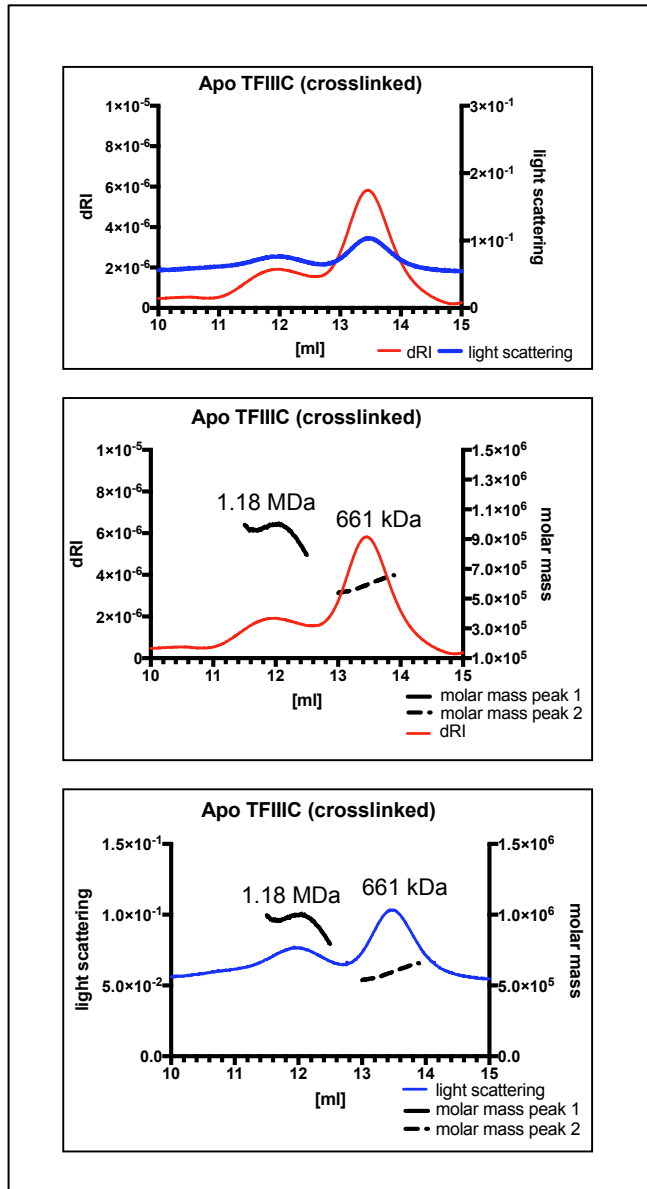 Apo TFIIIC (crosslinked)
1×10⁻⁵ 3×10⁻¹
8×10⁻⁶
6×10⁻⁶ 2×10⁻¹
4×10⁻⁶
1×10⁻¹
2×10⁻⁶
0 0
dRI
light scattering
10 11 12 13 14 15
[ml]
dRI light scattering
Apo TFIIIC (crosslinked)
1×10⁻⁵ 1.5×10⁶
1.3×10⁶
8×10⁻⁶
1.18 MDa 661 kDa
1.1×10⁶
6×10⁻⁶ 9.0×10⁵
7.0×10⁵
4×10⁻⁶
5.0×10⁵
2×10⁻⁶ 3.0×10⁵
0 1.0×10⁵
dRI
molar mass
10 11 12 13 14 15
[ml]
molar mass peak 1
molar mass peak 2
dRI
Apo TFIIIC (crosslinked)
1.5×10⁻¹ 1.5×10⁶
1.18 MDa 661 kDa
1.0×10⁻¹ 1.0×10⁶
5.0×10⁻² 5.0×10⁵
0.0 0.0
light scattering
molar mass
10 11 12 13 14 15
[ml]
light scattering
molar mass peak 1
molar mass peak 2